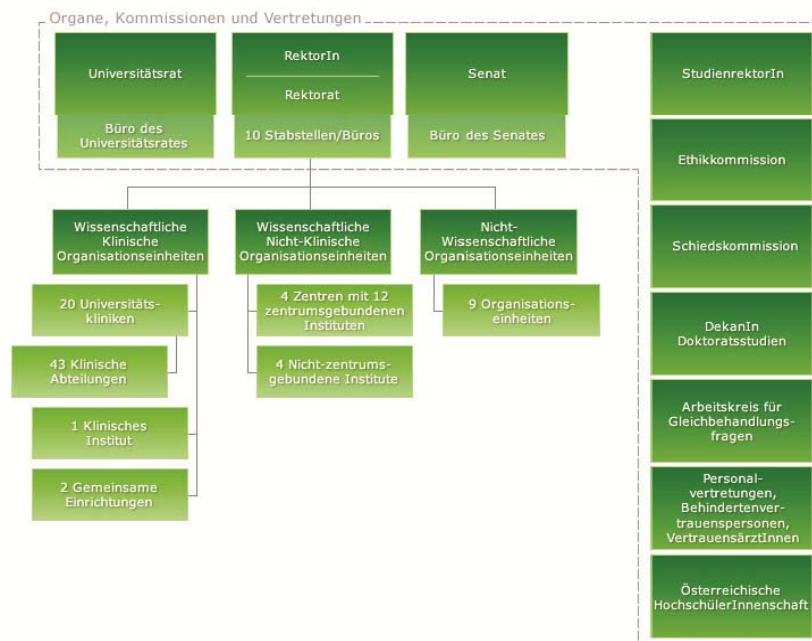 Organe, Kommissionen und Vertretungen
Universitätsrat
Büro des
Universitätsrates
RektorIn
Rektorat
10 Stabstellen/Büros
Senat
Büro des Senates
Wissenschaftliche
Klinische
Organisationseinheiten
20 Universitäts-
kliniken
43 Klinische
Abteilungen
1 Klinisches
Institut
2 Gemeinsame
Einrichtungen
Wissenschaftliche
Nicht-Klinische
Organisationseinheiten
4 Zentren mit 12
zentrumsgebundenen
Instituten
4 Nicht-zentrums-
gebundene Institute
Nicht-
Wissenschaftliche
Organisationseinheiten
9 Organisations-
einheiten
StudienrektorIn
Ethikkommission
Schiedskommission
DekanIn
Doktoratsstudien
Arbeitskreis für
Gleichbehandlungs-
fragen
Personal-
vertretungen,
Behindertenver-
trauenspersonen,
VertrauensärztInnen
Österreichische
HochschülerInnenschaft